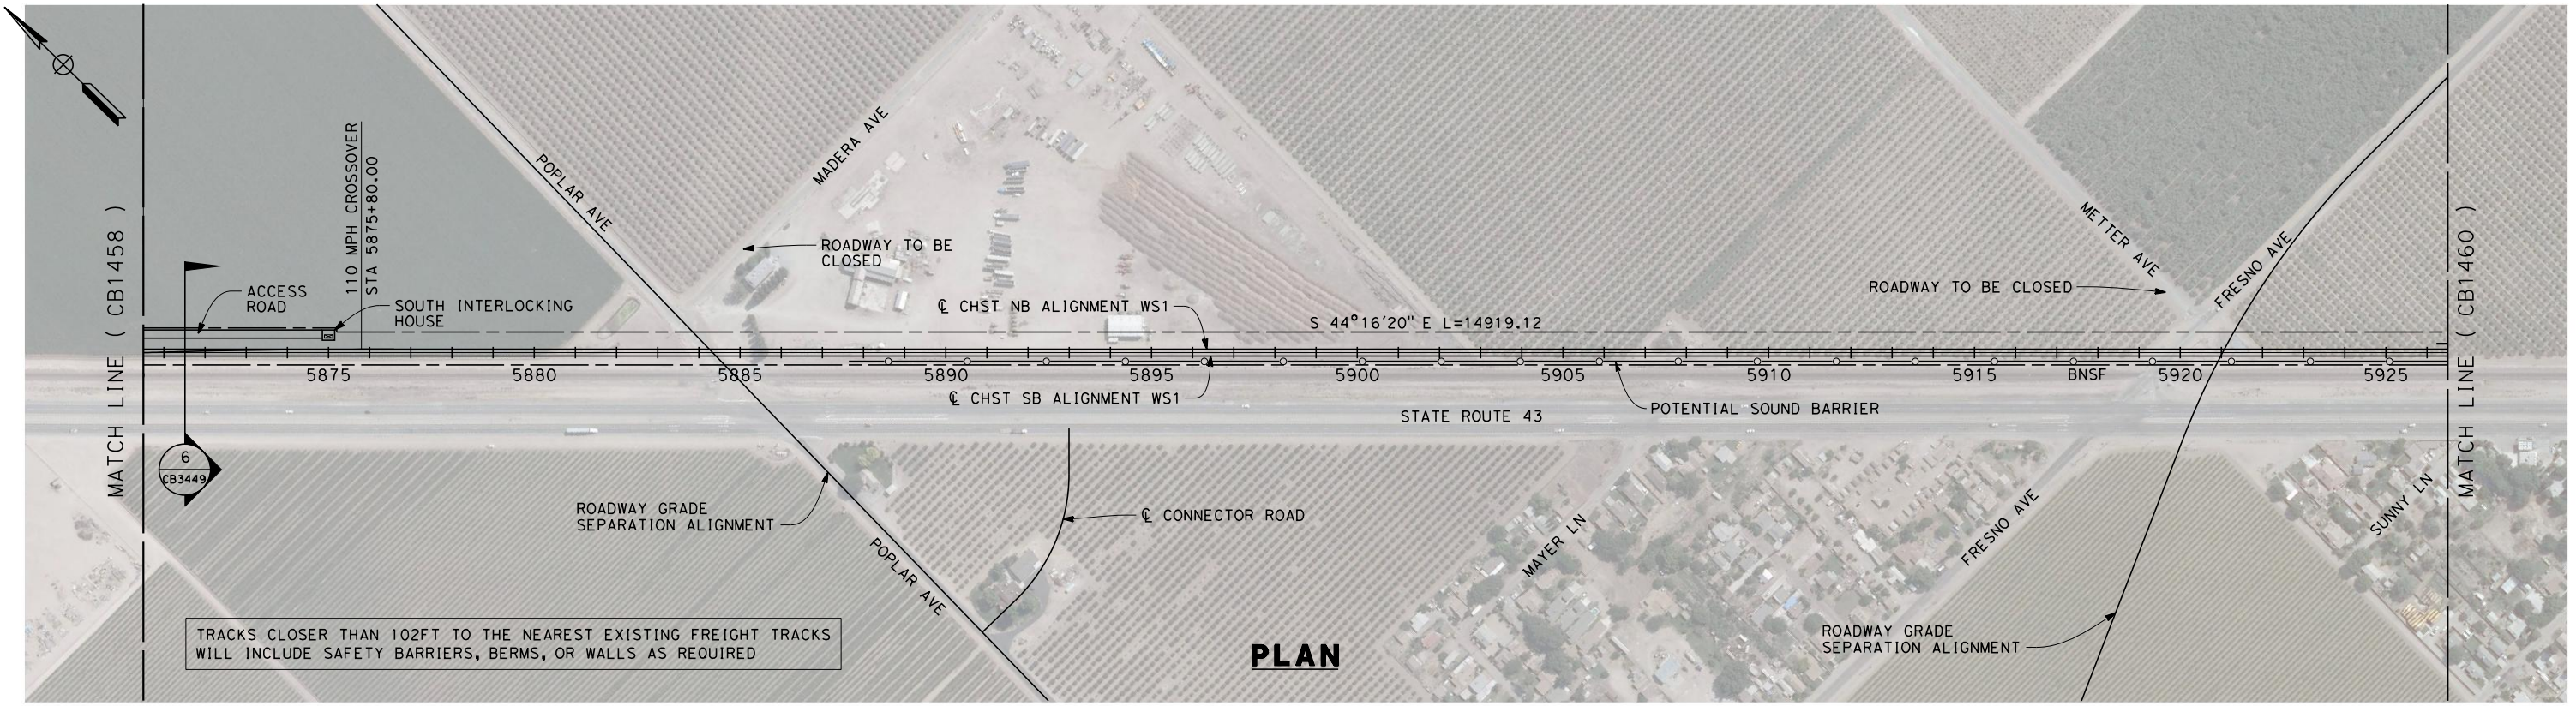 MATCH LINE ( CB1458 )
110 MPH CROSSOVER
STA 5875+80.00
ACCESS
ROAD
SOUTH INTERLOCKING
HOUSE
POPLAR AVE
MADERA AVE
ROADWAY TO BE
CLOSED
℄ CHST NB ALIGNMENT WS1
S 44°16'20" E L=14919.12
METTER AVE
FRESNO AVE
ROADWAY TO BE CLOSED
MATCH LINE ( CB1460 )
5875
5880
5885
5890
5895
5900
5905
5910
5915
BNSF
5920
5925
℄ CHST SB ALIGNMENT WS1
STATE ROUTE 43
POTENTIAL SOUND BARRIER
6
CB3449
ROADWAY GRADE
SEPARATION ALIGNMENT
℄ CONNECTOR ROAD
POPLAR AVE
MAYER LN
FRESNO AVE
SUNNY LN
ROADWAY GRADE
SEPARATION ALIGNMENT
TRACKS CLOSER THAN 102FT TO THE NEAREST EXISTING FREIGHT TRACKS
WILL INCLUDE SAFETY BARRIERS, BERMS, OR WALLS AS REQUIRED
PLAN